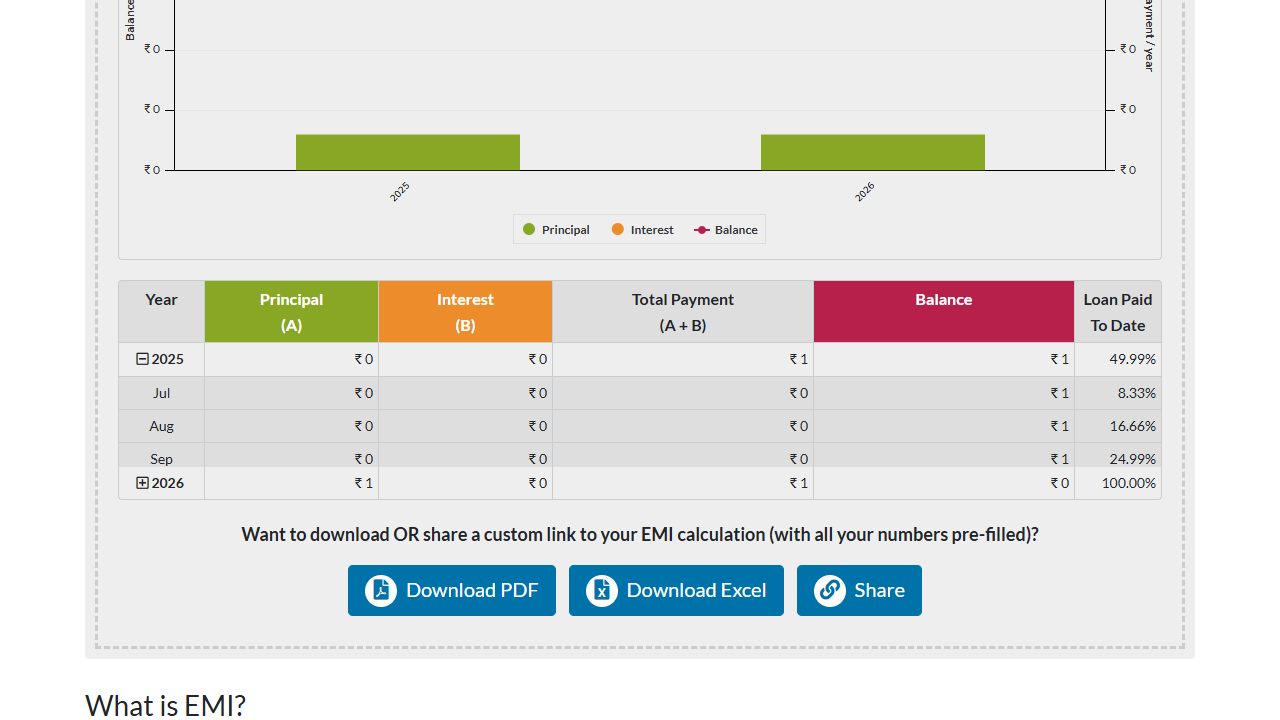 Balance
ayment / year
₹ 0
₹ 0
₹ 0
₹ 0
₹ 0
₹ 0
2025
2026
Principal Interest Balance
Year Principal Interest Total Payment Balance Loan Paid
(A) (B) (A + B) To Date
2025 ₹ 0 ₹ 0 ₹ 1 ₹ 1 49.99%
Jul ₹ 0 ₹ 0 ₹ 0 ₹ 1 8.33%
Aug ₹ 0 ₹ 0 ₹ 0 ₹ 1 16.66%
Sep ₹ 0 ₹ 0 ₹ 0 ₹ 1 24.99%
2026 ₹ 1 ₹ 0 ₹ 1 ₹ 0 100.00%
Want to download OR share a custom link to your EMI calculation (with all your numbers pre-filled)?
Download PDF Download Excel Share
What is EMI?